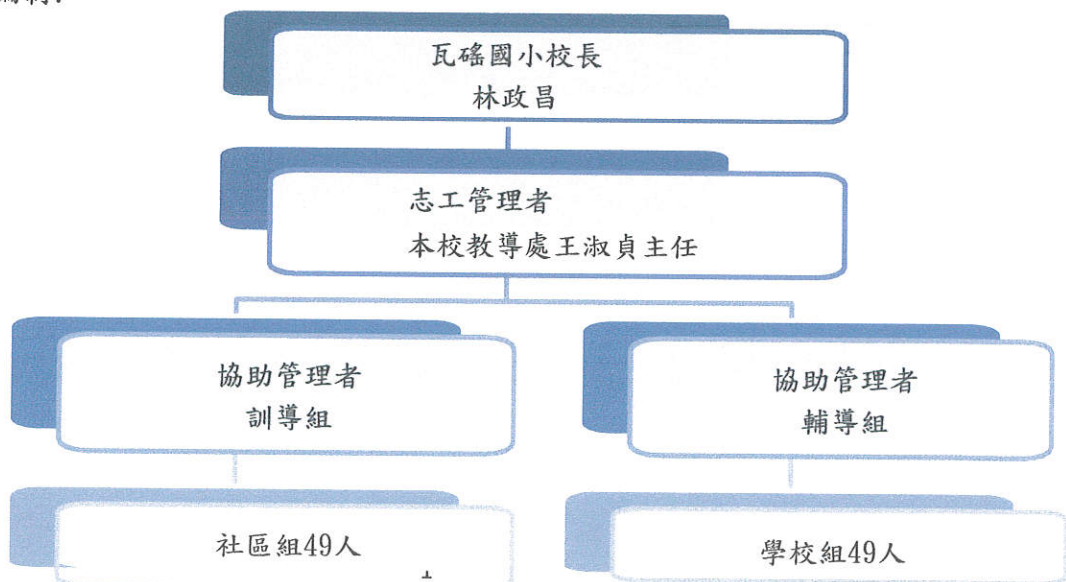 瓦磘國小校長
林政昌
志工管理者
本校教導處王淑貞主任
協助管理者
訓導組
協助管理者
輔導組
社區組49人
學校組49人